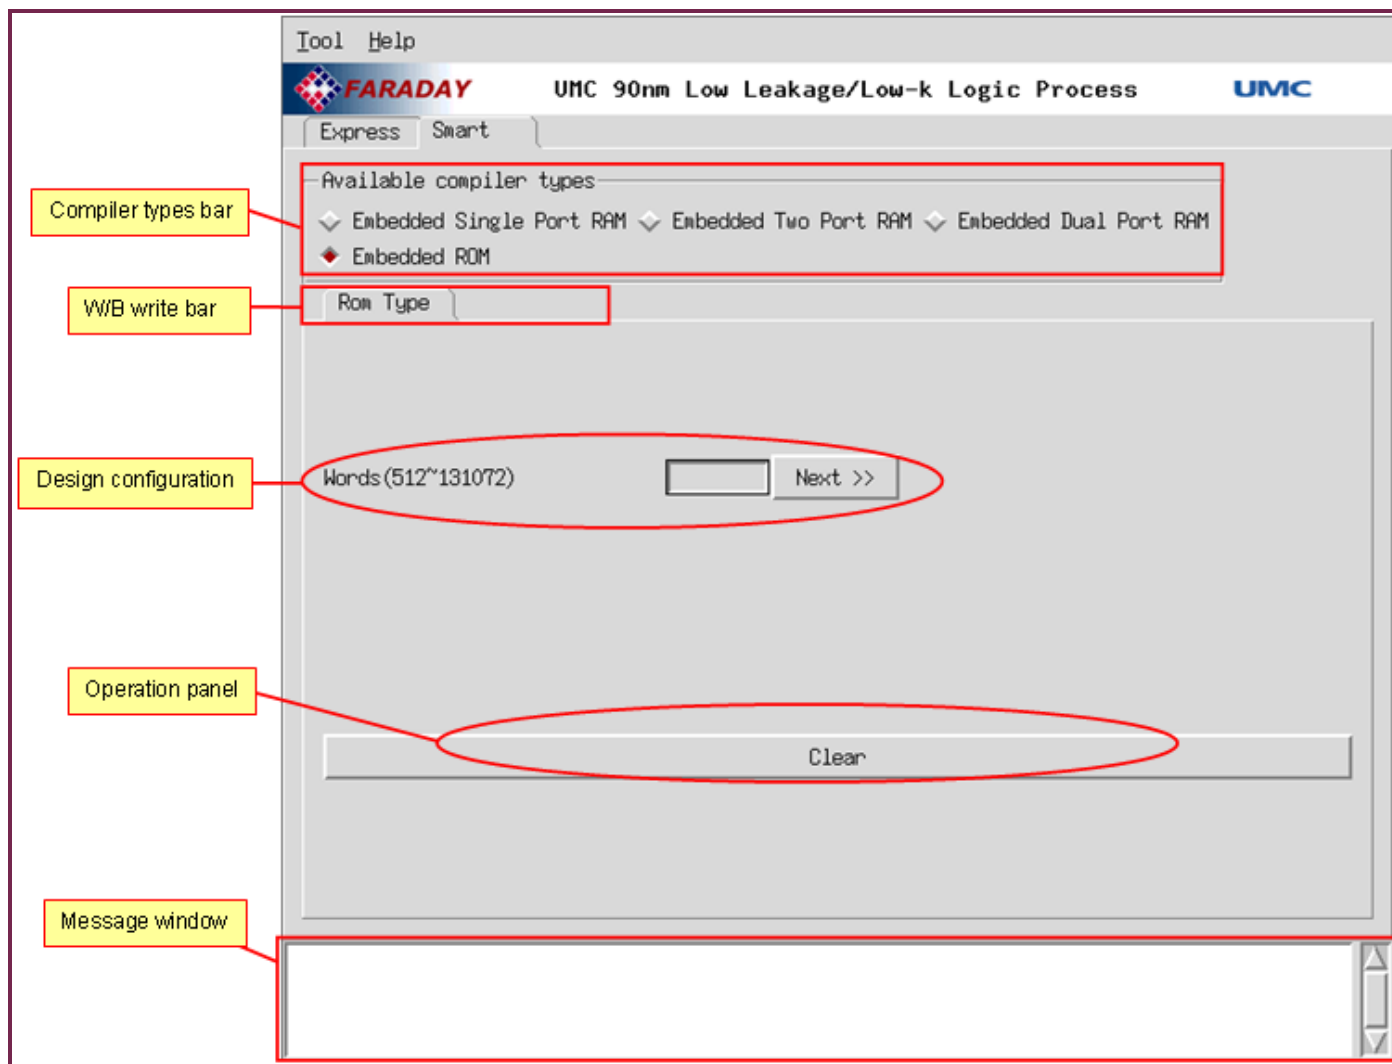 Tool Help
FARADAY UMC 90nm Low Leakage/Low-k Logic Process UMC
Express Smart
Available compiler types
Compiler types bar
Embedded Single Port RAM Embedded Two Port RAM Embedded Dual Port RAM
Embedded ROM
W/B write bar
Rom Type
Design configuration
Words(512~131072) Next >>
Operation panel
Clear
Message window